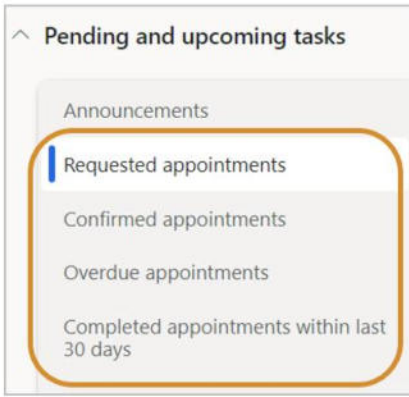 Pending and upcoming tasks
Announcements
Requested appointments
Confirmed appointments
Overdue appointments
Completed appointments within last
30 days